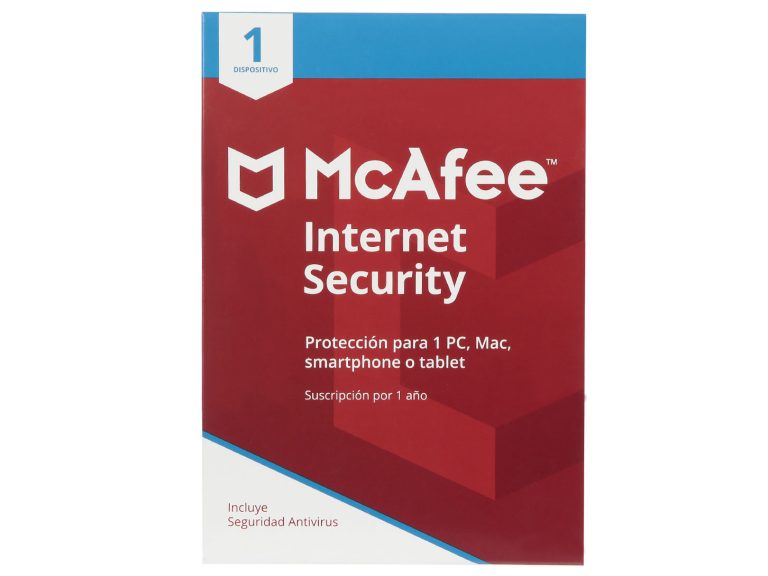 1
DISPOSITIVO
McAfee™
Internet
Security
Protección para 1 PC, Mac,
smartphone o tablet
Suscripción por 1 año
Incluye
Seguridad Antivirus